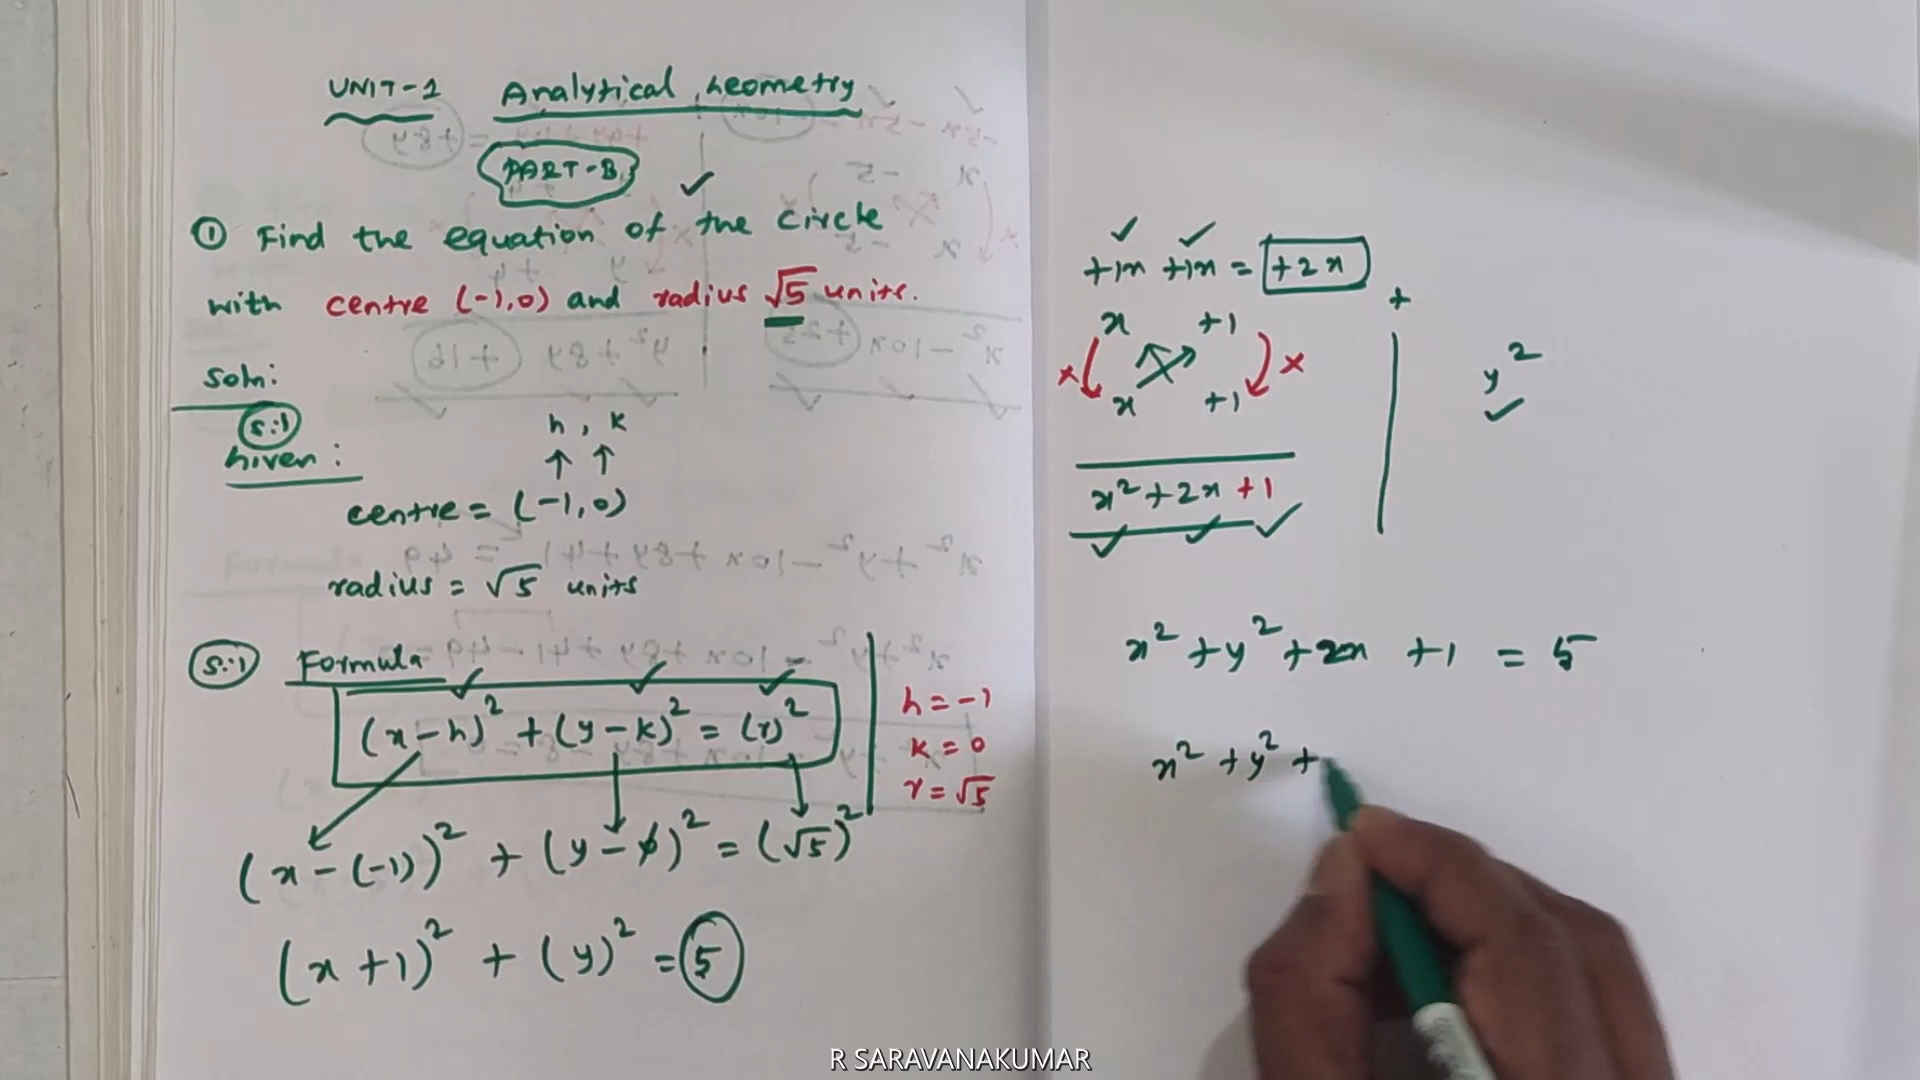 UNIT-1 Analytical Geometry
PART-B
① Find the equation of the circle
with centre (-1,0) and radius √5 units.
Soln:
S:1
Given:
h, k
centre = (-1,0)
radius = √5 units
S:1 Formula
(x-h)² + (y-k)² = (r)²
h = -1
k = 0
r = √5
(x-(-1))² + (y-0)² = (√5)²
(x+1)² + (y)² = 5
+1x +1x = +2x
+
x +1
x x
x +1
y²
x² + 2x + 1
x² + y² + 2x + 1 = 5
x² + y² +
R SARAVANAKUMAR